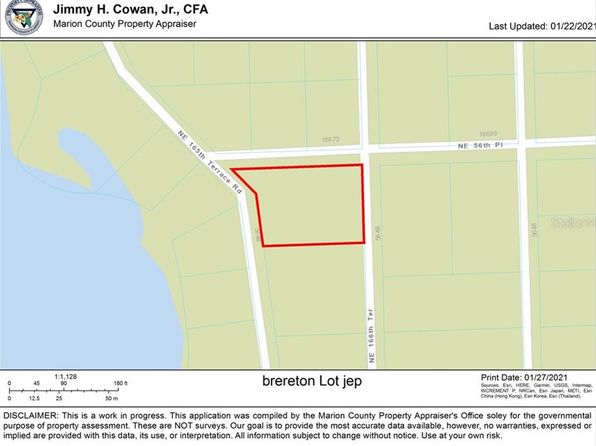 Jimmy H. Cowan, Jr., CFA
Marion County Property Appraiser
Last Updated: 01/22/2021
NE 165th Terrace Rd
16675
16699
NE 56th Pl
5648
5648
NE 166th Ter
1:1,128
0 45 90 180 ft
0 12.5 25 50 m
brereton Lot jep
Print Date: 01/27/2021
Sources: Esri, HERE, Garmin, USGS, Intermap,
INCREMENT P, NRCan, Esri Japan, METI, Esri
China (Hong Kong), Esri Korea, Esri (Thailand),
DISCLAIMER: This is a work in progress. This application was compiled by the Marion County Property Appraiser's Office soley for the governmental
purpose of property assessment. These are NOT surveys. Our goal is to provide the most accurate data available, however, no warranties, expressed or
implied are provided with this data, its use, or interpretation. All information subject to change without notice. Use at your own risk.